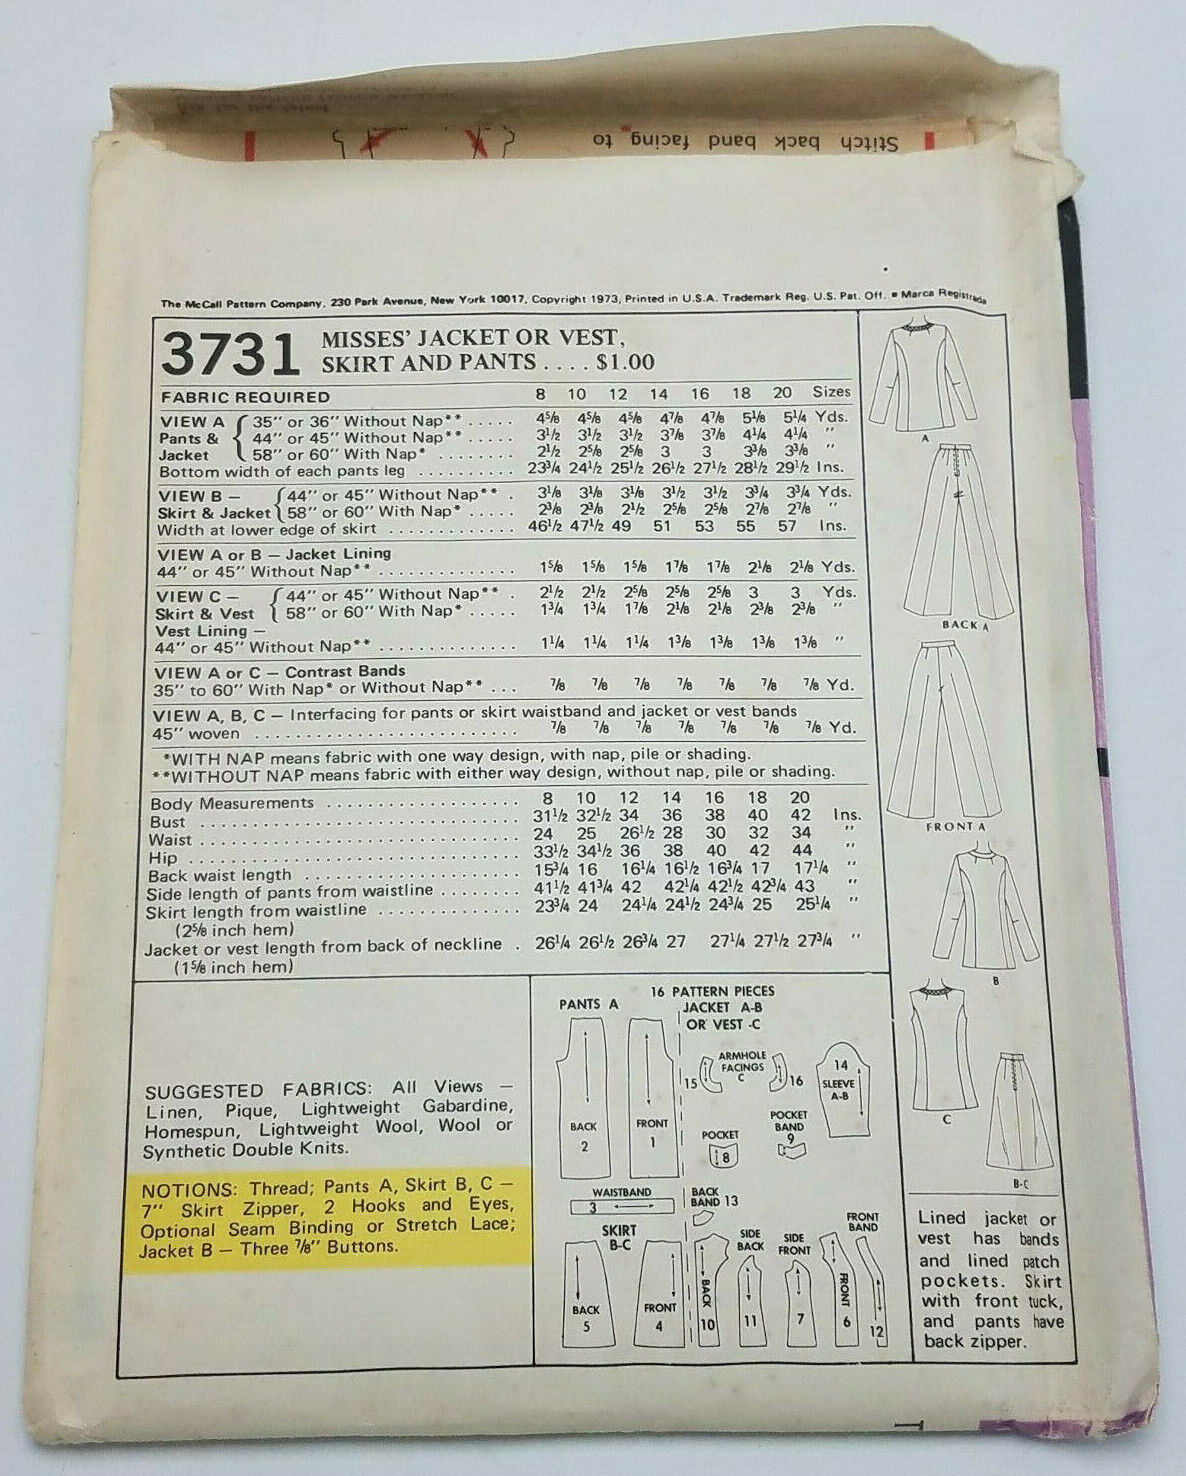 Stitch back band facing to
The McCall Pattern Company, 230 Park Avenue, New York 10017, Copyright 1973, Printed in U.S.A. Trademark Reg. U.S. Pat. Off. • Marca Registrada
3731 MISSES' JACKET OR VEST,
SKIRT AND PANTS .... $1.00
FABRIC REQUIRED 8 10 12 14 16 18 20 Sizes
VIEW A 35" or 36" Without Nap** ..... 4⅝ 4⅝ 4⅝ 4⅞ 4⅞ 5⅛ 5¼ Yds.
Pants & 44" or 45" Without Nap** ..... 3½ 3½ 3½ 3⅞ 3⅞ 4¼ 4¼ "
Jacket 58" or 60" With Nap* ........ 2½ 2⅝ 2⅝ 3 3 3⅜ 3⅜ "
Bottom width of each pants leg .......... 23¾ 24½ 25½ 26½ 27½ 28½ 29½ Ins.
VIEW B – 44" or 45" Without Nap** . 3⅛ 3⅛ 3⅛ 3½ 3½ 3¾ 3¾ Yds.
Skirt & Jacket 58" or 60" With Nap* ..... 2⅜ 2⅜ 2½ 2⅝ 2⅝ 2⅞ 2⅞ "
Width at lower edge of skirt ............. 46½ 47½ 49 51 53 55 57 Ins.
VIEW A or B – Jacket Lining
44" or 45" Without Nap** .............. 1⅝ 1⅝ 1⅝ 1⅞ 1⅞ 2⅛ 2⅛ Yds.
VIEW C – 44" or 45" Without Nap** . 2½ 2½ 2⅝ 2⅝ 2⅝ 3 3 Yds.
Skirt & Vest 58" or 60" With Nap* ..... 1¾ 1¾ 1⅞ 2⅛ 2⅛ 2⅜ 2⅜ "
Vest Lining –
44" or 45" Without Nap** .............. 1¼ 1¼ 1¼ 1⅜ 1⅜ 1⅜ 1⅜ "
VIEW A or C – Contrast Bands
35" to 60" With Nap* or Without Nap** ... ⅞ ⅞ ⅞ ⅞ ⅞ ⅞ ⅞ Yd.
VIEW A, B, C – Interfacing for pants or skirt waistband and jacket or vest bands
45" woven .......................... ⅞ ⅞ ⅞ ⅞ ⅞ ⅞ ⅞ Yd.
*WITH NAP means fabric with one way design, with nap, pile or shading.
**WITHOUT NAP means fabric with either way design, without nap, pile or shading.
Body Measurements ................... 8 10 12 14 16 18 20
Bust ................................ 31½ 32½ 34 36 38 40 42 Ins.
Waist ............................... 24 25 26½ 28 30 32 34 "
Hip ................................. 33½ 34½ 36 38 40 42 44 "
Back waist length ..................... 15¾ 16 16¼ 16½ 16¾ 17 17¼ "
Side length of pants from waistline ........ 41½ 41¾ 42 42¼ 42½ 42¾ 43 "
Skirt length from waistline .............. 23¾ 24 24¼ 24½ 24¾ 25 25¼ "
(2⅝ inch hem)
Jacket or vest length from back of neckline . 26¼ 26½ 26¾ 27 27¼ 27½ 27¾ "
(1⅝ inch hem)
A
BACK A
FRONT A
B
C
B-C
SUGGESTED FABRICS: All Views –
Linen, Pique, Lightweight Gabardine,
Homespun, Lightweight Wool, Wool or
Synthetic Double Knits.
NOTIONS: Thread; Pants A, Skirt B, C –
7" Skirt Zipper, 2 Hooks and Eyes,
Optional Seam Binding or Stretch Lace;
Jacket B – Three ⅞" Buttons.
16 PATTERN PIECES
PANTS A
JACKET A-B
OR VEST -C
BACK
2
FRONT
1
15
ARMHOLE
FACINGS
C
16
14
SLEEVE
A-B
POCKET
8
POCKET
BAND
9
WAISTBAND
3
BACK
BAND 13
SKIRT
B-C
BACK
5
FRONT
4
BACK
10
SIDE
BACK
11
SIDE
FRONT
7
FRONT
6
FRONT
BAND
12
Lined jacket or
vest has bands
and lined patch
pockets. Skirt
with front tuck,
and pants have
back zipper.